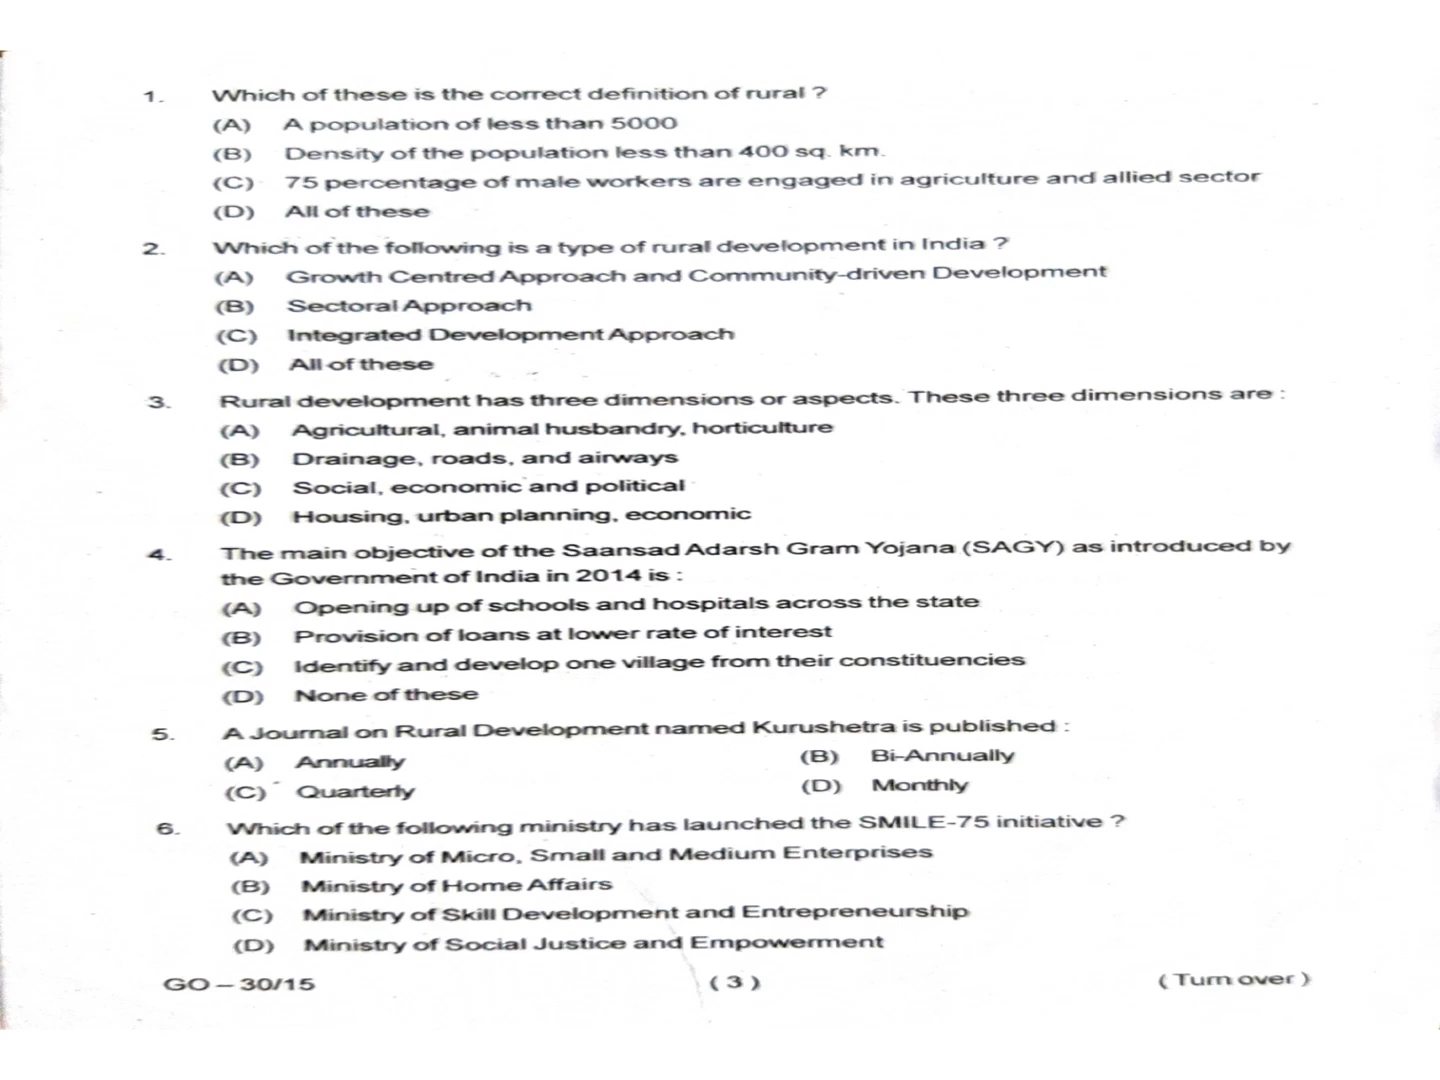 1. Which of these is the correct definition of rural ?
(A) A population of less than 5000
(B) Density of the population less than 400 sq. km.
(C) 75 percentage of male workers are engaged in agriculture and allied sector
(D) All of these
2. Which of the following is a type of rural development in India ?
(A) Growth Centred Approach and Community-driven Development
(B) Sectoral Approach
(C) Integrated Development Approach
(D) All of these
3. Rural development has three dimensions or aspects. These three dimensions are :
(A) Agricultural, animal husbandry, horticulture
(B) Drainage, roads, and airways
(C) Social, economic and political
(D) Housing, urban planning, economic
4. The main objective of the Saansad Adarsh Gram Yojana (SAGY) as introduced by
the Government of India in 2014 is :
(A) Opening up of schools and hospitals across the state
(B) Provision of loans at lower rate of interest
(C) Identify and develop one village from their constituencies
(D) None of these
5. A Journal on Rural Development named Kurushetra is published :
(A) Annually (B) Bi-Annually
(C) Quarterly (D) Monthly
6. Which of the following ministry has launched the SMILE-75 initiative ?
(A) Ministry of Micro, Small and Medium Enterprises
(B) Ministry of Home Affairs
(C) Ministry of Skill Development and Entrepreneurship
(D) Ministry of Social Justice and Empowerment
GO – 30/15 ( 3 ) ( Turn over )